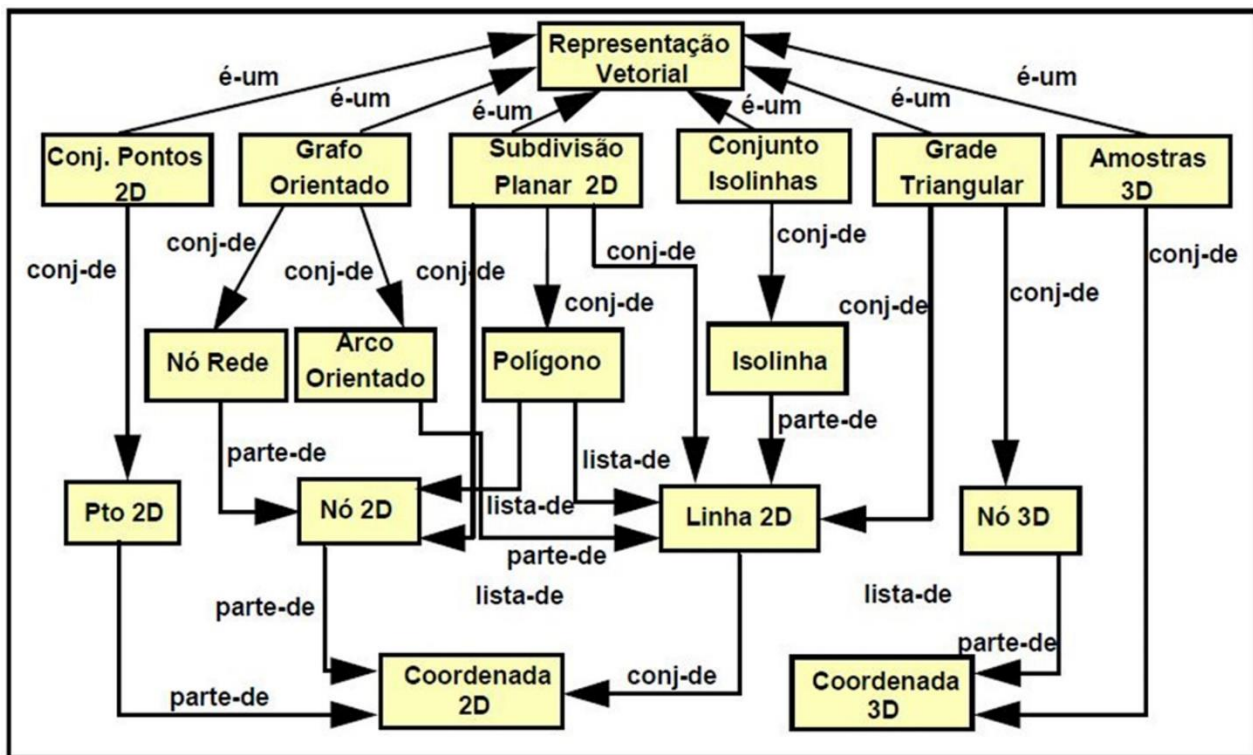 Representação
Vetorial
é-um
é-um
é-um
é-um
é-um
é-um
Conj. Pontos
2D
Grafo
Orientado
Subdivisão
Planar 2D
Conjunto
Isolinhas
Grade
Triangular
Amostras
3D
conj-de
conj-de
conj-de
conj-de
conj-de
conj-de
conj-de
conj-de
conj-de
conj-de
Nó Rede
Arco
Orientado
Polígono
Isolinha
parte-de
lista-de
parte-de
Pto 2D
Nó 2D
lista-de
Linha 2D
Nó 3D
parte-de
parte-de
lista-de
lista-de
parte-de
parte-de
Coordenada
2D
conj-de
Coordenada
3D